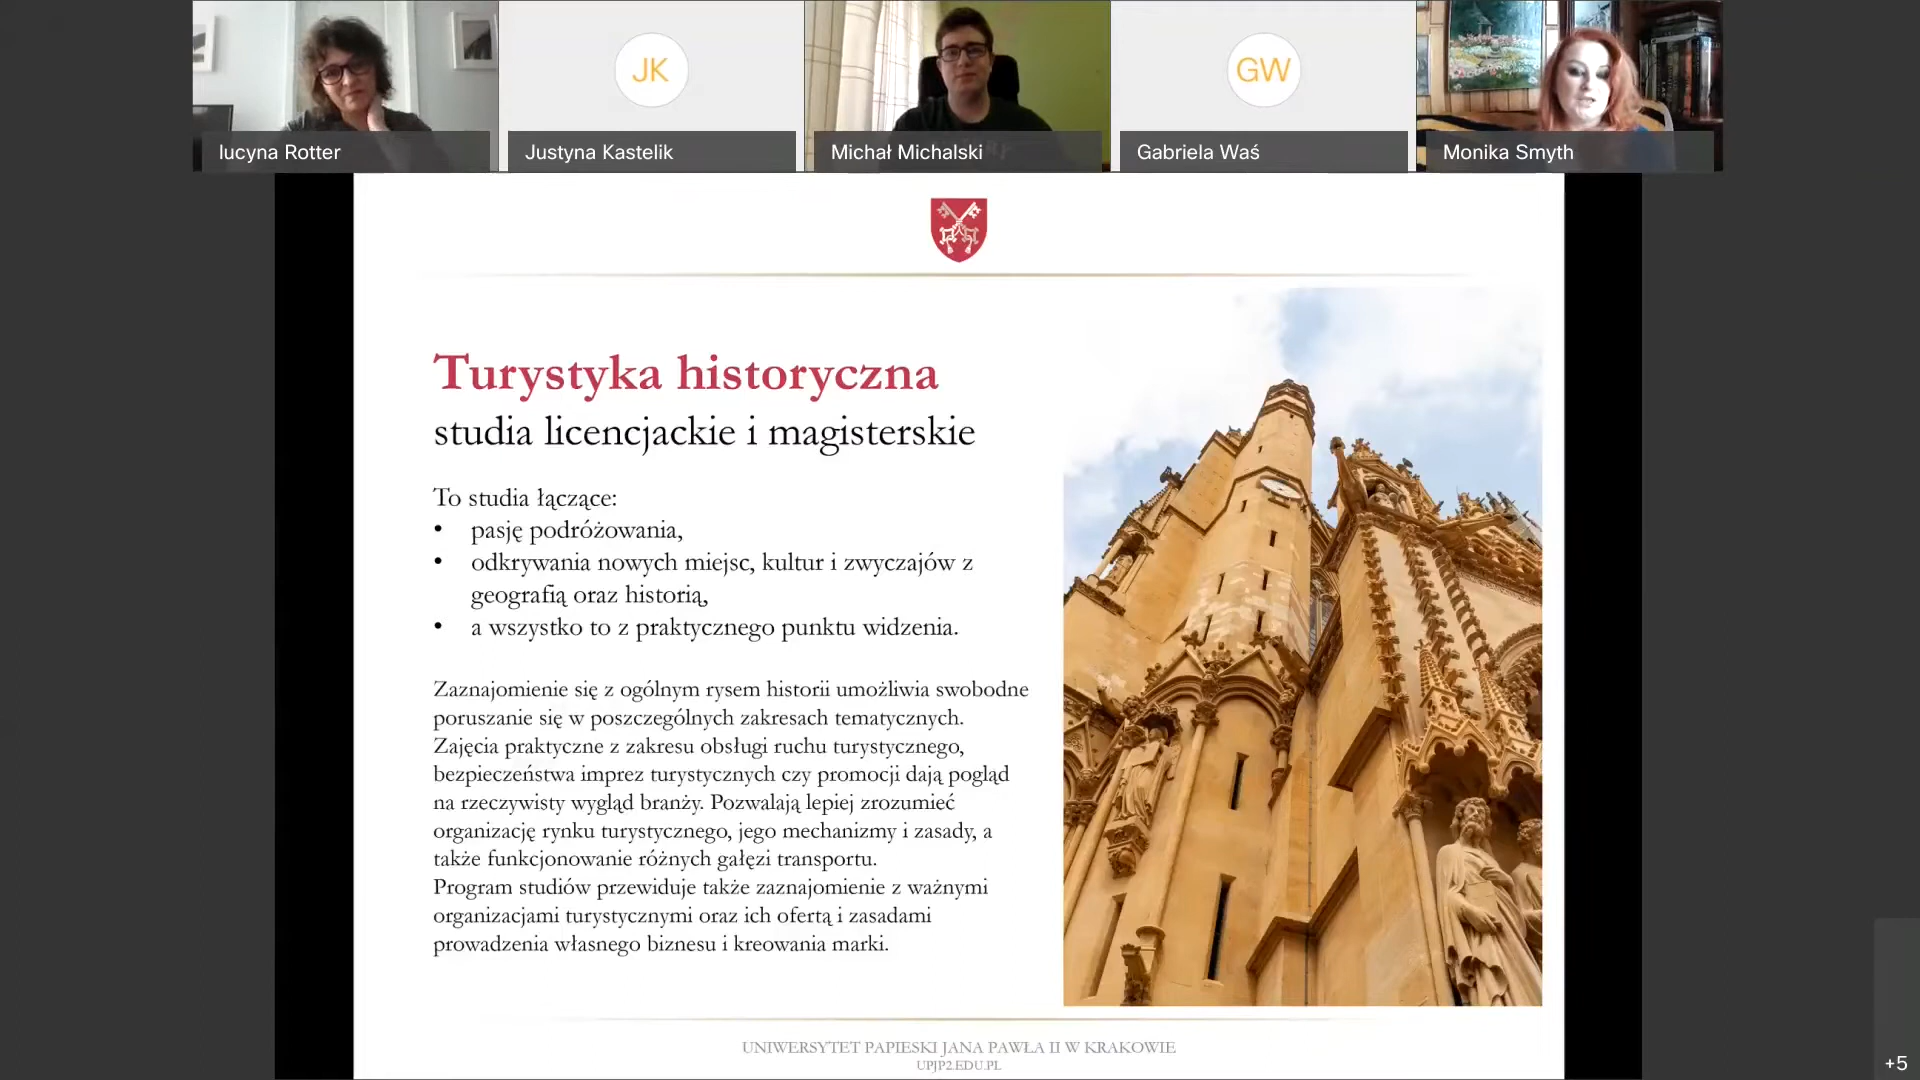 lucyna Rotter
JK
Justyna Kastelik
Michał Michalski
GW
Gabriela Waś
Monika Smyth
Turystyka historyczna
studia licencjackie i magisterskie
To studia łączące:
• pasję podróżowania,
• odkrywania nowych miejsc, kultur i zwyczajów z
geografią oraz historią,
• a wszystko to z praktycznego punktu widzenia.
Zaznajomienie się z ogólnym rysem historii umożliwia swobodne
poruszanie się w poszczególnych zakresach tematycznych.
Zajęcia praktyczne z zakresu obsługi ruchu turystycznego,
bezpieczeństwa imprez turystycznych czy promocji dają pogląd
na rzeczywisty wygląd branży. Pozwalają lepiej zrozumieć
organizację rynku turystycznego, jego mechanizmy i zasady, a
także funkcjonowanie różnych gałęzi transportu.
Program studiów przewiduje także zaznajomienie z ważnymi
organizacjami turystycznymi oraz ich ofertą i zasadami
prowadzenia własnego biznesu i kreowania marki.
UNIWERSYTET PAPIESKI JANA PAWŁA II W KRAKOWIE
UPJP2.EDU.PL
+5